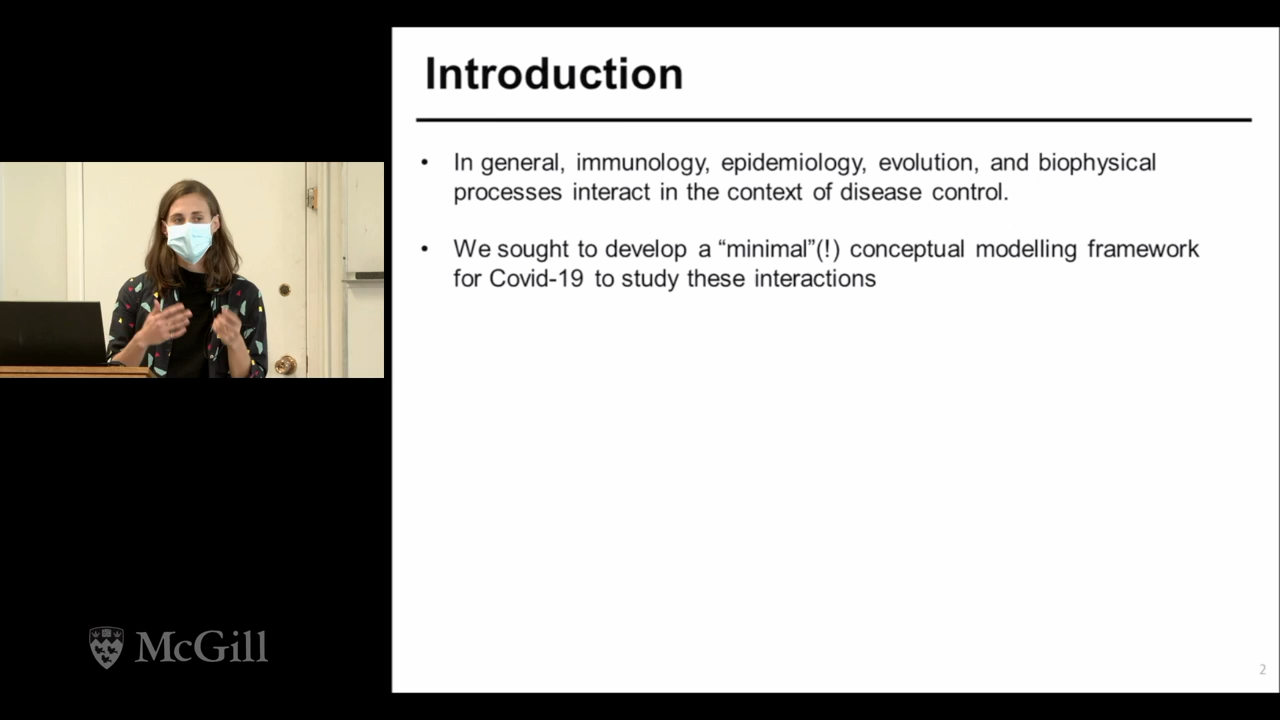 Introduction
• In general, immunology, epidemiology, evolution, and biophysical
processes interact in the context of disease control.
• We sought to develop a “minimal”(!) conceptual modelling framework
for Covid-19 to study these interactions
McGill
2